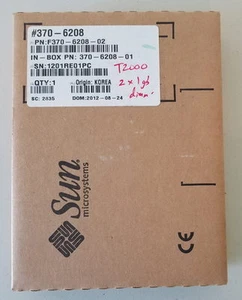 #370-6208
PN:F370-6208-02
IN-BOX PN: 370-6208-01
SN:1201RE01PC
QTY:1 Origin: KOREA
EC: 2635 DOM:2012-08-24
T2000
2 x 1gb
dimm.
Sun
microsystems
CE